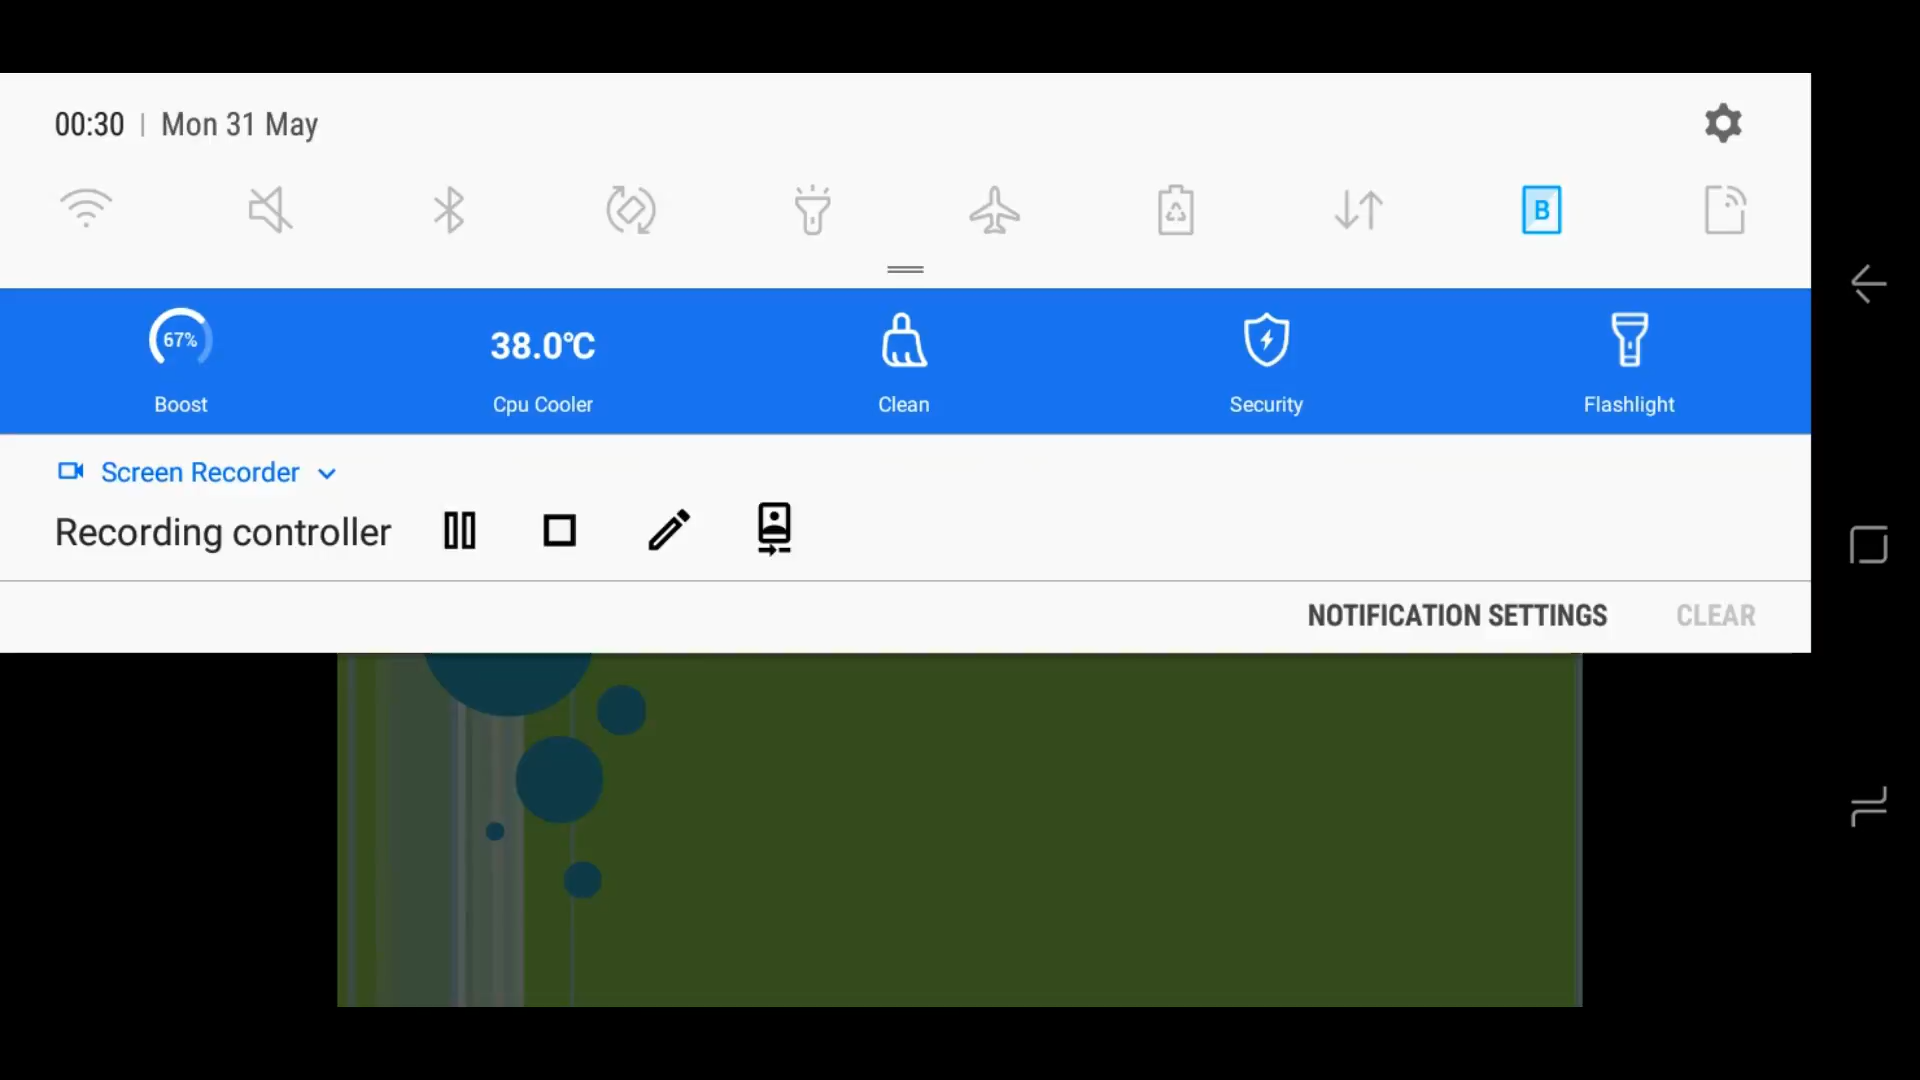 00:30 | Mon 31 May
B
67%
38.0°C
Boost
Cpu Cooler
Clean
Security
Flashlight
Screen Recorder
Recording controller
NOTIFICATION SETTINGS
CLEAR